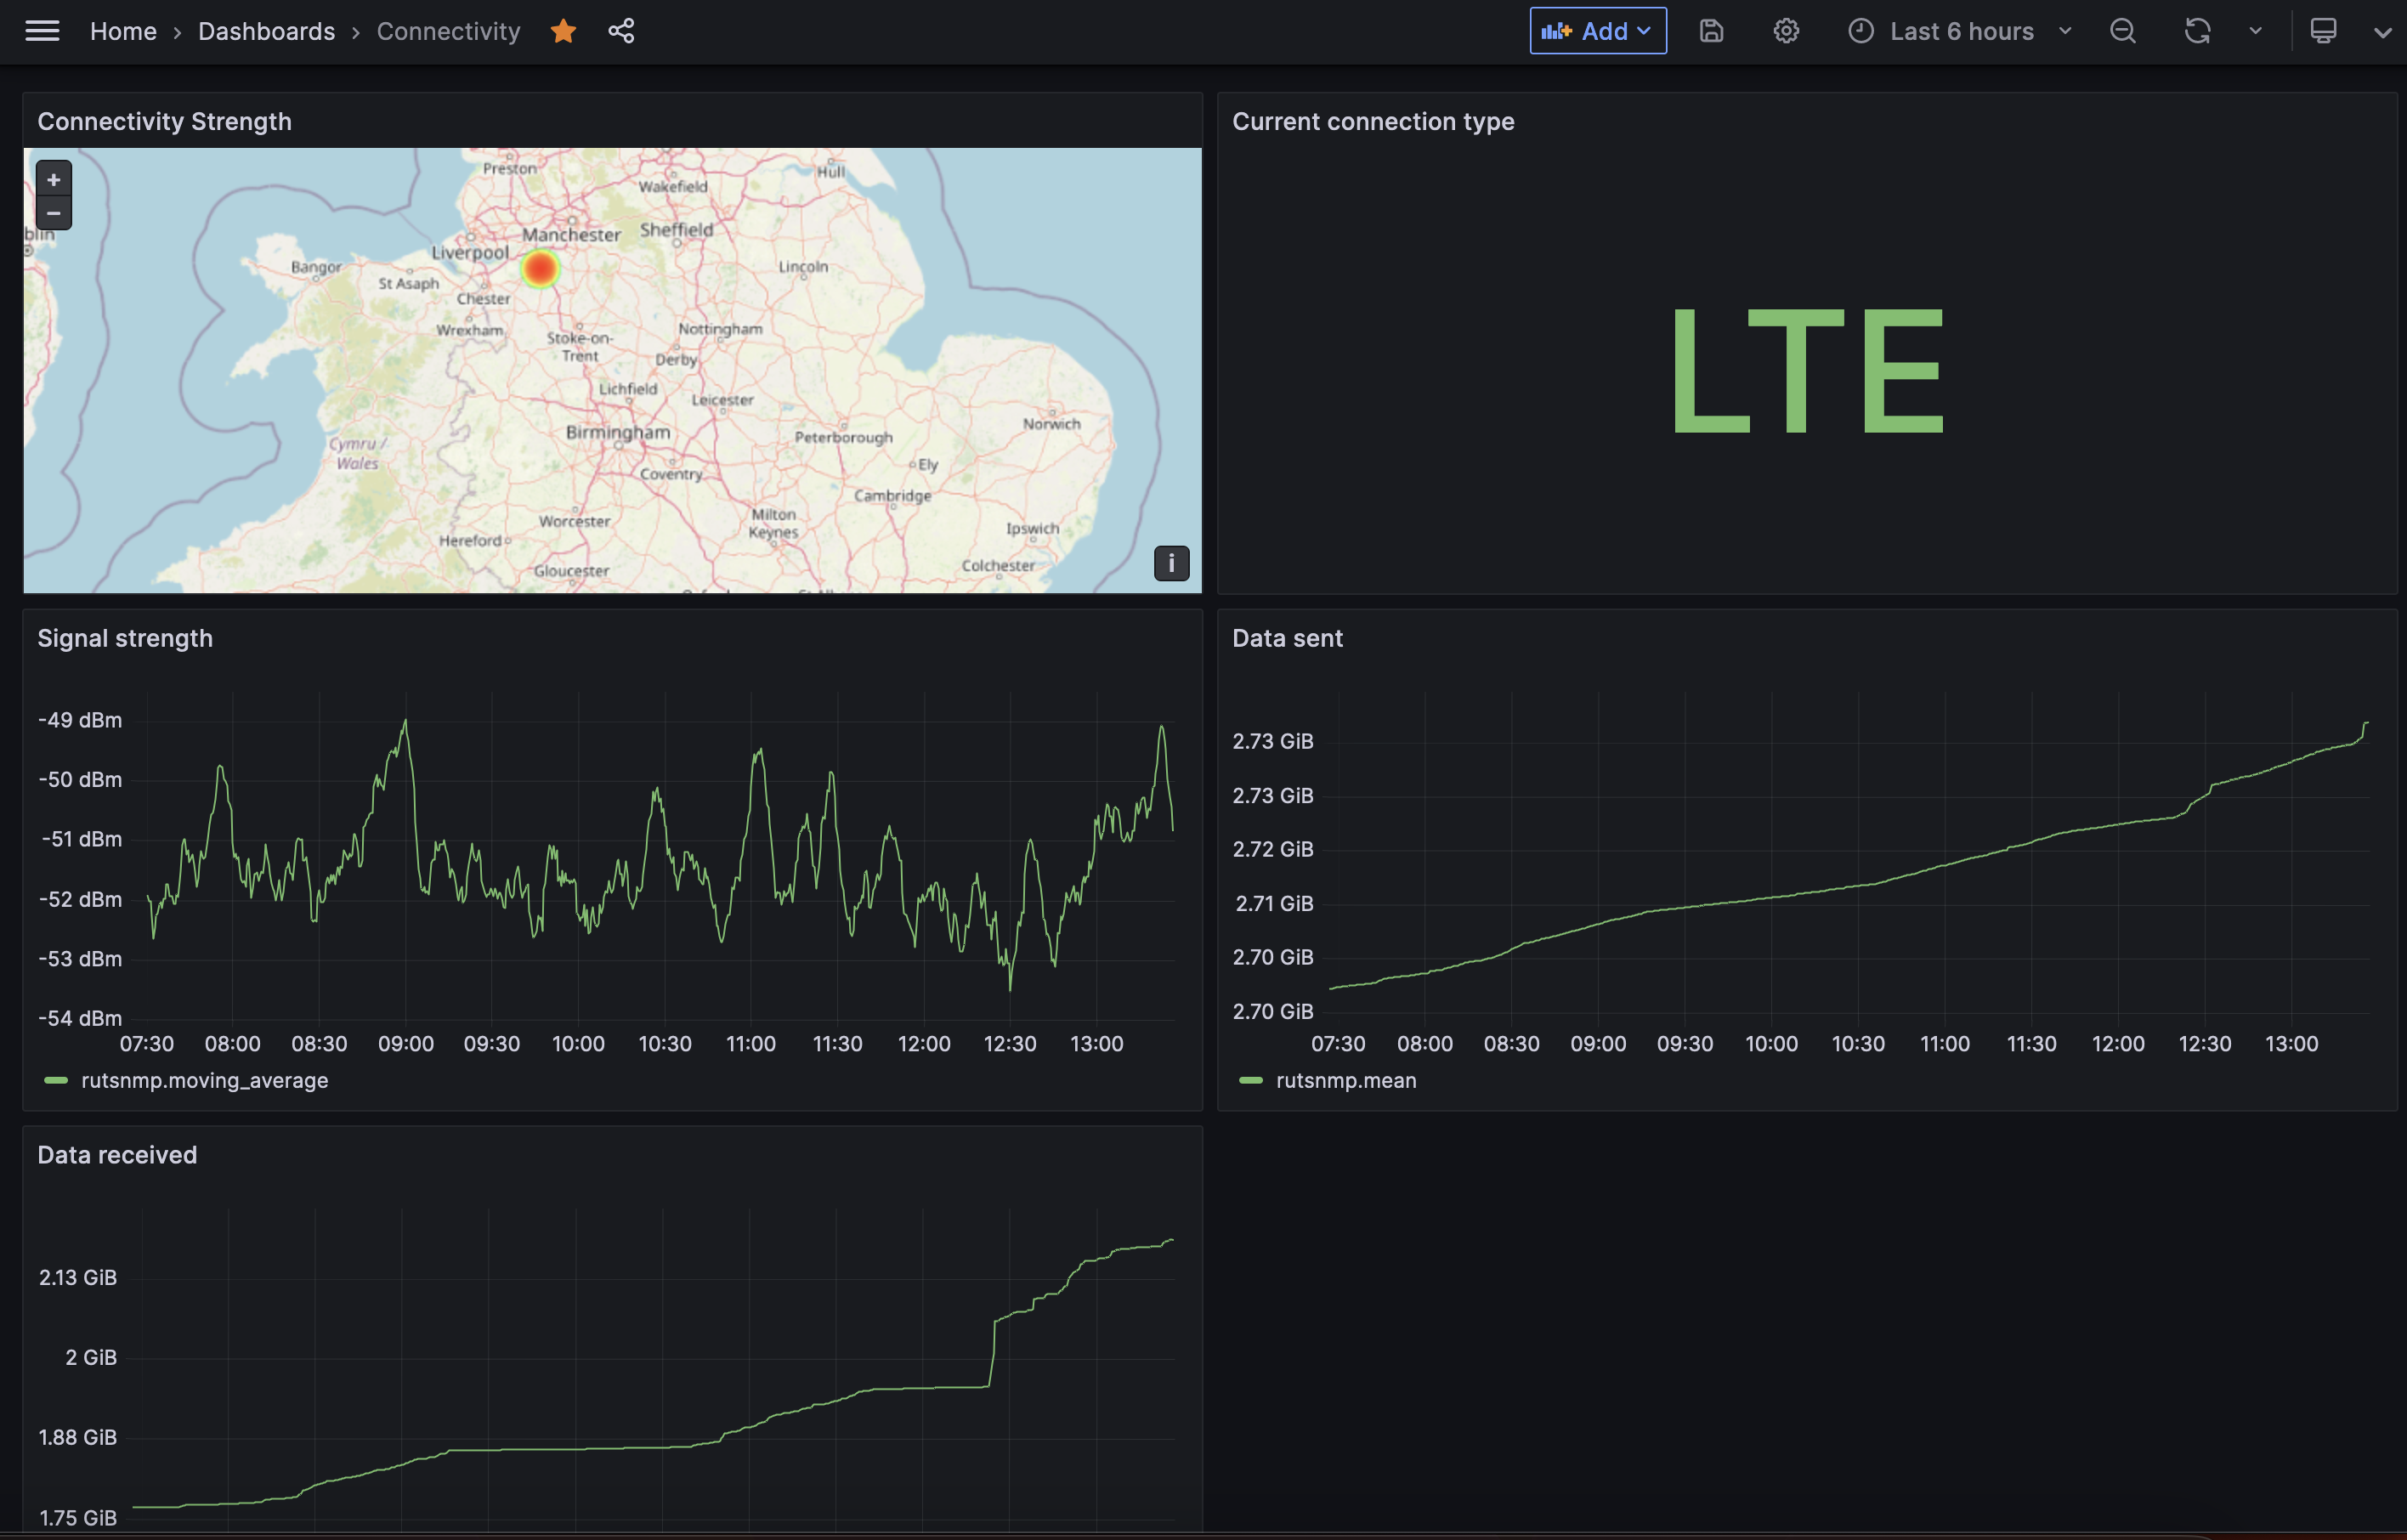 Home › Dashboards › Connectivity
Add
Last 6 hours
Connectivity Strength
+
−
Preston
Wakefield
Hull
blin
Manchester
Sheffield
Liverpool
Bangor
St Asaph
Lincoln
Chester
Wrexham
Stoke-on-
Trent
Nottingham
Derby
Lichfield
Leicester
Birmingham
Norwich
Peterborough
Cymru /
Wales
Ely
Coventry
Cambridge
Worcester
Milton
Keynes
Ipswich
Hereford
Gloucester
Colchester
i
Current connection type
LTE
Signal strength
-49 dBm
-50 dBm
-51 dBm
-52 dBm
-53 dBm
-54 dBm
07:30 08:00 08:30 09:00 09:30 10:00 10:30 11:00 11:30 12:00 12:30 13:00
rutsnmp.moving_average
Data sent
2.73 GiB
2.73 GiB
2.72 GiB
2.71 GiB
2.70 GiB
2.70 GiB
07:30 08:00 08:30 09:00 09:30 10:00 10:30 11:00 11:30 12:00 12:30 13:00
rutsnmp.mean
Data received
2.13 GiB
2 GiB
1.88 GiB
1.75 GiB